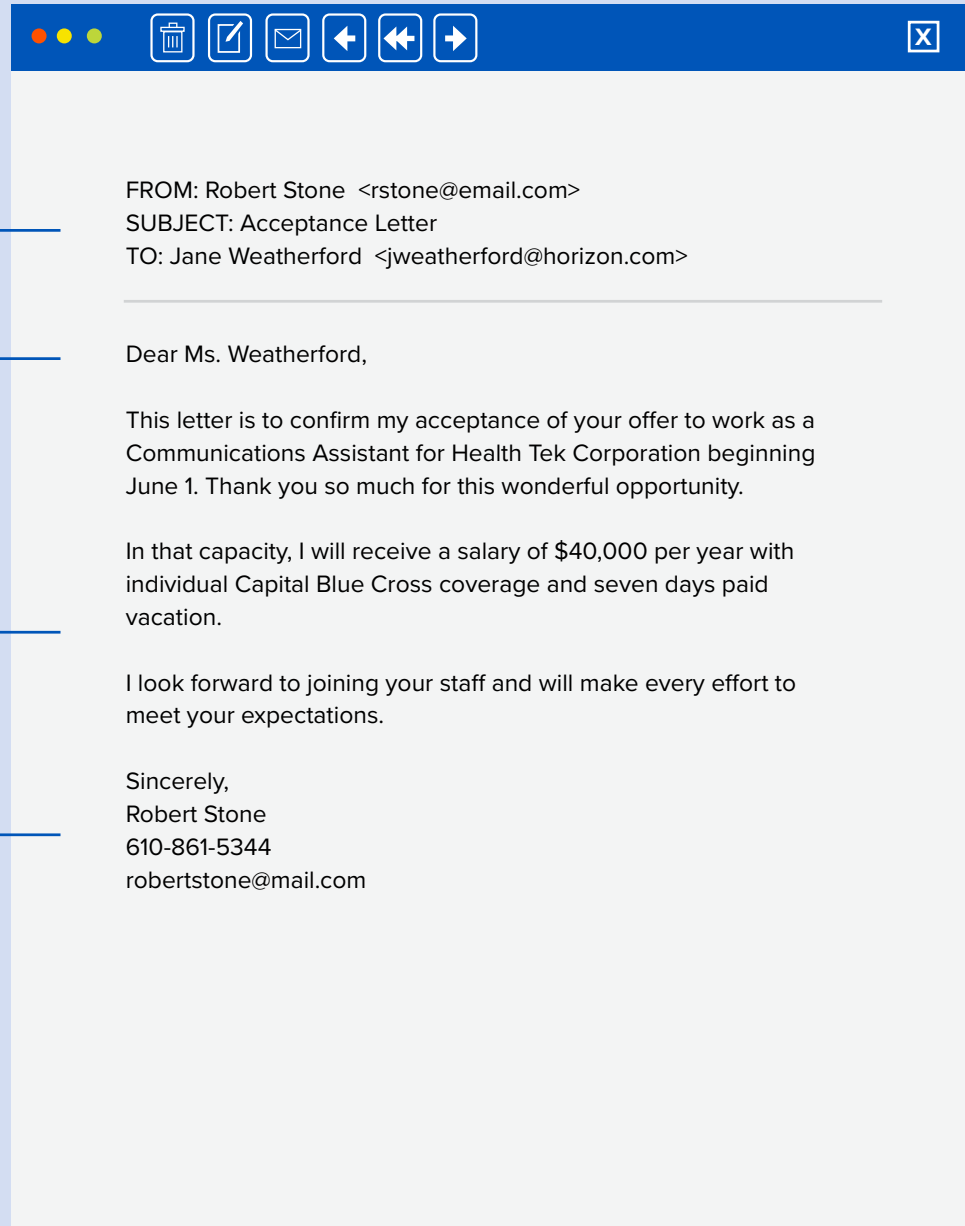 X
FROM: Robert Stone <rstone@email.com>
SUBJECT: Acceptance Letter
TO: Jane Weatherford <jweatherford@horizon.com>
Dear Ms. Weatherford,
This letter is to confirm my acceptance of your offer to work as a
Communications Assistant for Health Tek Corporation beginning
June 1. Thank you so much for this wonderful opportunity.
In that capacity, I will receive a salary of $40,000 per year with
individual Capital Blue Cross coverage and seven days paid
vacation.
I look forward to joining your staff and will make every effort to
meet your expectations.
Sincerely,
Robert Stone
610-861-5344
robertstone@mail.com